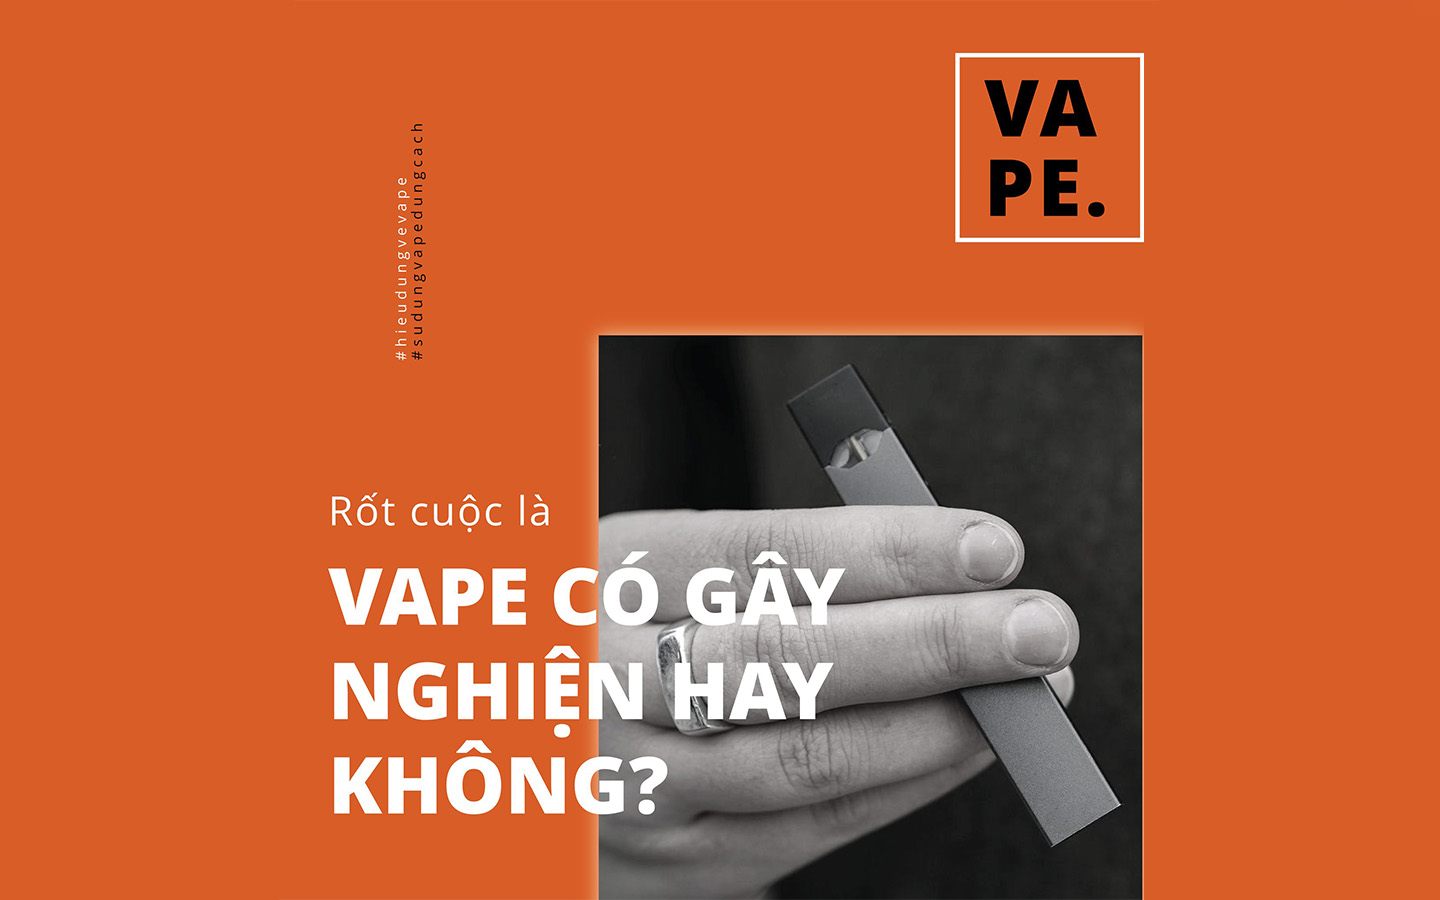 VA
PE.
#hieudungvevape
#sudungvapedungcach
Rốt cuộc là
VAPE CÓ GÂY
NGHIỆN HAY
KHÔNG?